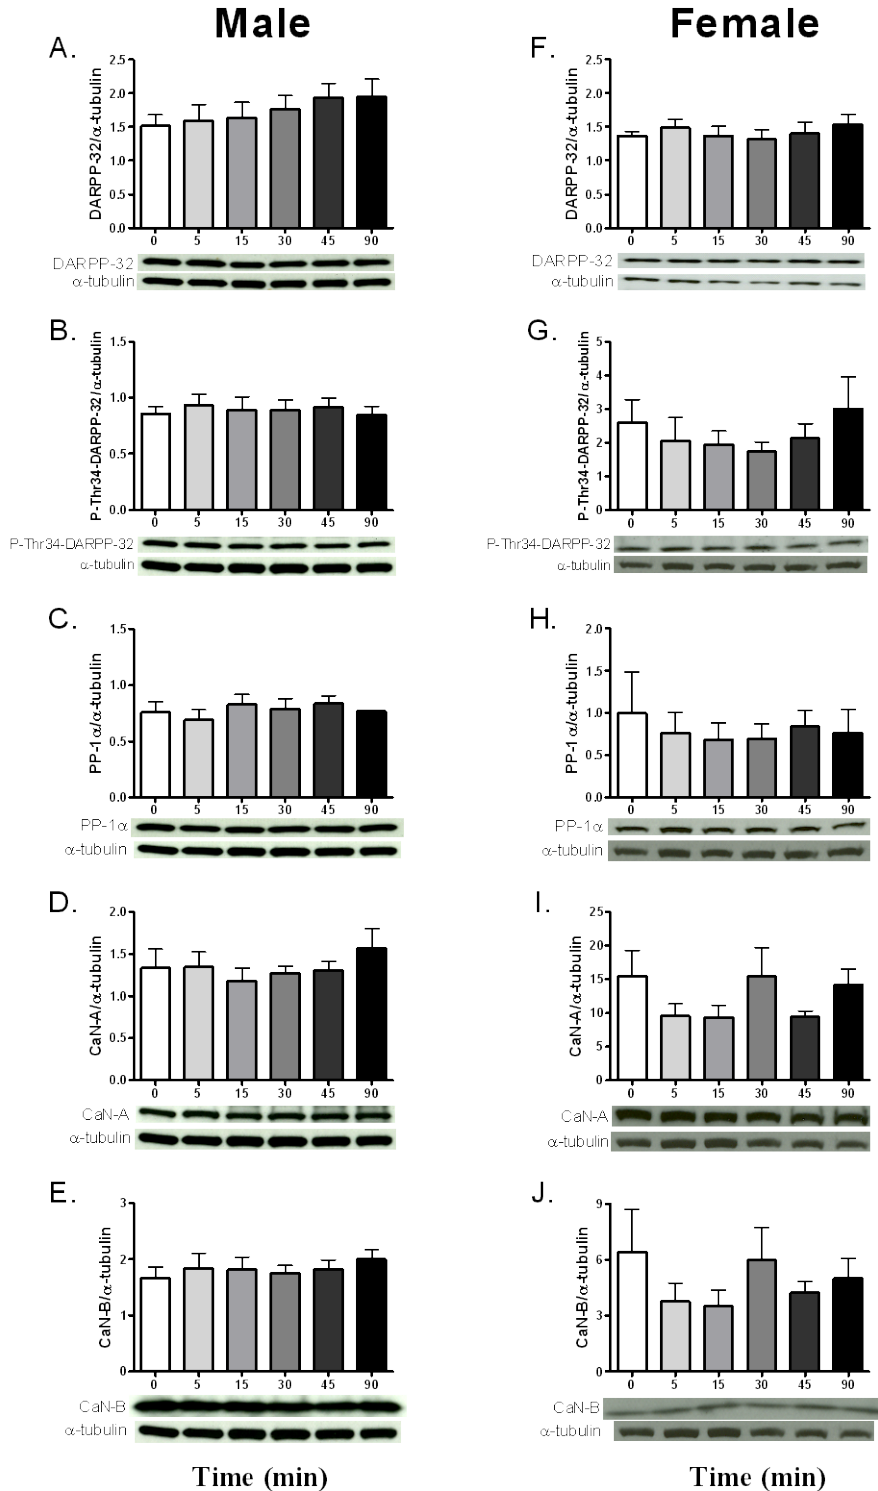 Male
Female
A.
DARPP-32/α-tubulin
2.5
2.0
1.5
1.0
0.5
0.0
0 5 15 30 45 90
DARPP-32
α-tubulin
F.
DARPP-32/α-tubulin
2.5
2.0
1.5
1.0
0.5
0.0
0 5 15 30 45 90
DARPP-32
α-tubulin
B.
P-Thr34-DARPP-32/α-tubulin
1.5
1.0
0.5
0.0
0 5 15 30 45 90
P-Thr34-DARPP-32
α-tubulin
G.
P-Thr34-DARPP-32/α-tubulin
5
4
3
2
1
0
0 5 15 30 45 90
P-Thr34-DARPP-32
α-tubulin
C.
PP-1α/α-tubulin
1.5
1.0
0.5
0.0
0 5 15 30 45 90
PP-1α
α-tubulin
H.
PP-1α/α-tubulin
2.0
1.5
1.0
0.5
0.0
0 5 15 30 45 90
PP-1α
α-tubulin
D.
CaN-A/α-tubulin
2.0
1.5
1.0
0.5
0.0
0 5 15 30 45 90
CaN-A
α-tubulin
I.
CaN-A/α-tubulin
25
20
15
10
5
0
0 5 15 30 45 90
CaN-A
α-tubulin
E.
CaN-B/α-tubulin
3
2
1
0
0 5 15 30 45 90
CaN-B
α-tubulin
J.
CaN-B/α-tubulin
9
6
3
0
0 5 15 30 45 90
CaN-B
α-tubulin
Time (min)
Time (min)